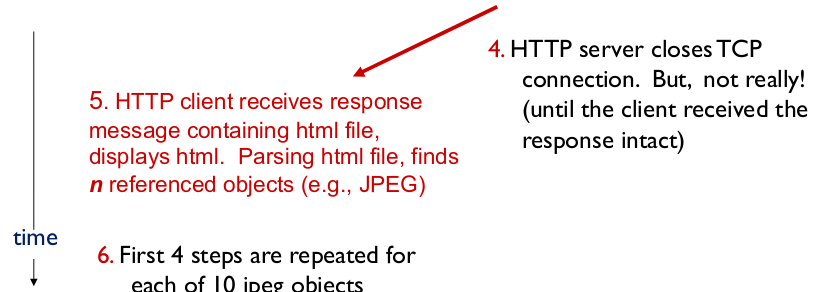 4. HTTP server closes TCP
connection. But, not really!
(until the client received the
response intact)
5. HTTP client receives response
message containing html file,
displays html. Parsing html file, finds
n referenced objects (e.g., JPEG)
time
6. First 4 steps are repeated for
each of 10 jpeg objects